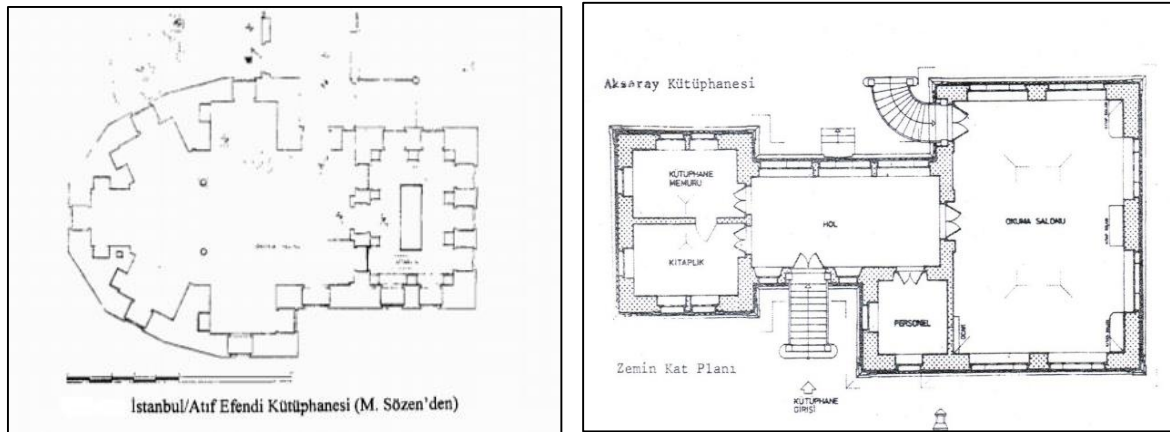 İstanbul/Atıf Efendi Kütüphanesi (M. Sözen'den)
Aksaray Kütüphanesi
KÜTÜPHANE
MEMURU
HOL
OKUMA SALONU
KİTAPLIK
PERSONEL
OCAK
Zemin Kat Planı
KÜTÜPHANE
GİRİŞİ